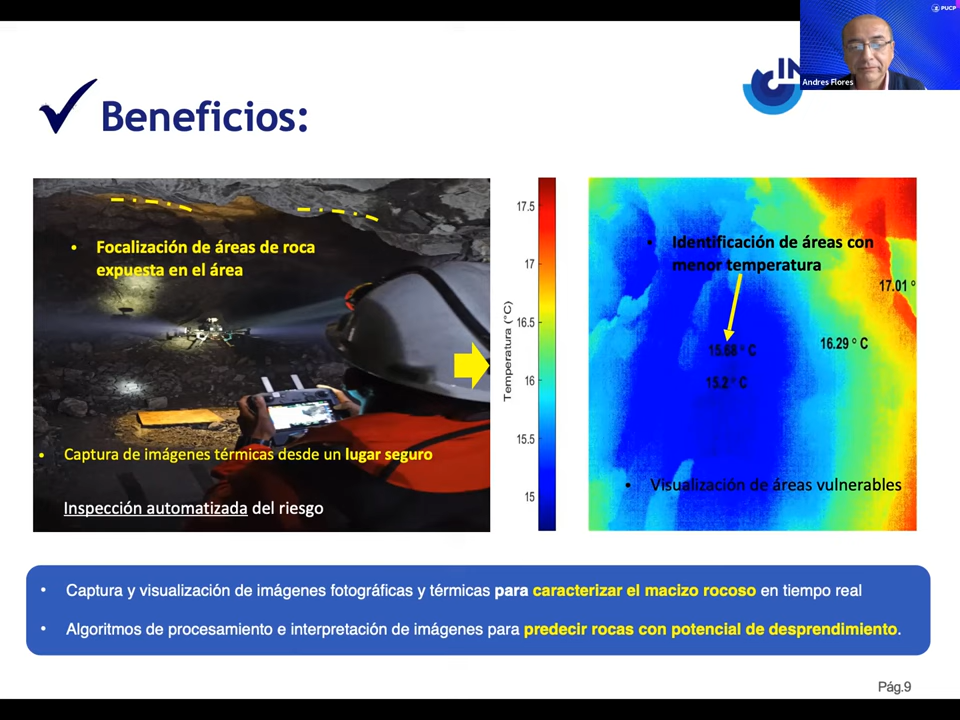 PUCP
Andres Flores
IN
Beneficios:
• Focalización de áreas de roca
expuesta en el área
• Captura de imágenes térmicas desde un lugar seguro
Inspección automatizada del riesgo
Temperatura (°C)
17.5
17
16.5
16
15.5
15
• Identificación de áreas con
menor temperatura
17.01 °
16.29 ° C
15.68 ° C
15.2 ° C
• Visualización de áreas vulnerables
• Captura y visualización de imágenes fotográficas y térmicas para caracterizar el macizo rocoso en tiempo real
• Algoritmos de procesamiento e interpretación de imágenes para predecir rocas con potencial de desprendimiento.
Pág.9